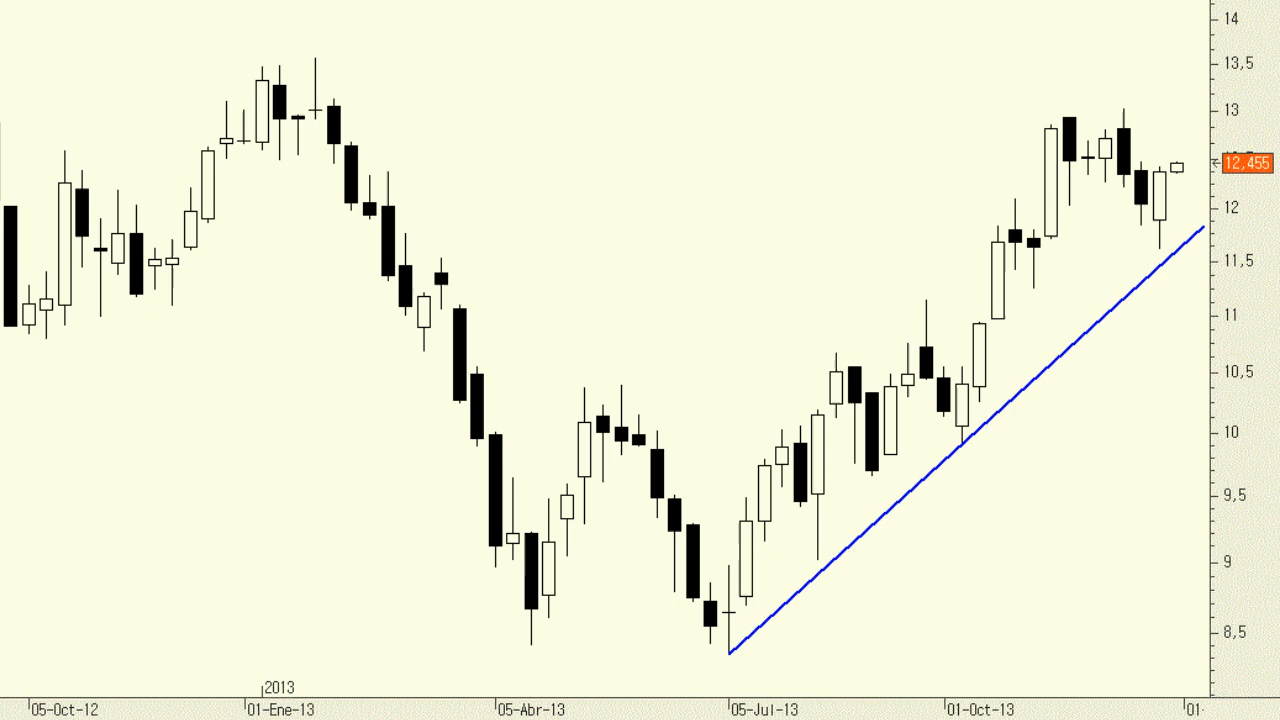 14
13,5
13
12,455
12
11,5
11
10,5
10
9,5
9
8,5
2013
05-Oct-12
01-Ene-13
05-Abr-13
05-Jul-13
01-Oct-13
01-